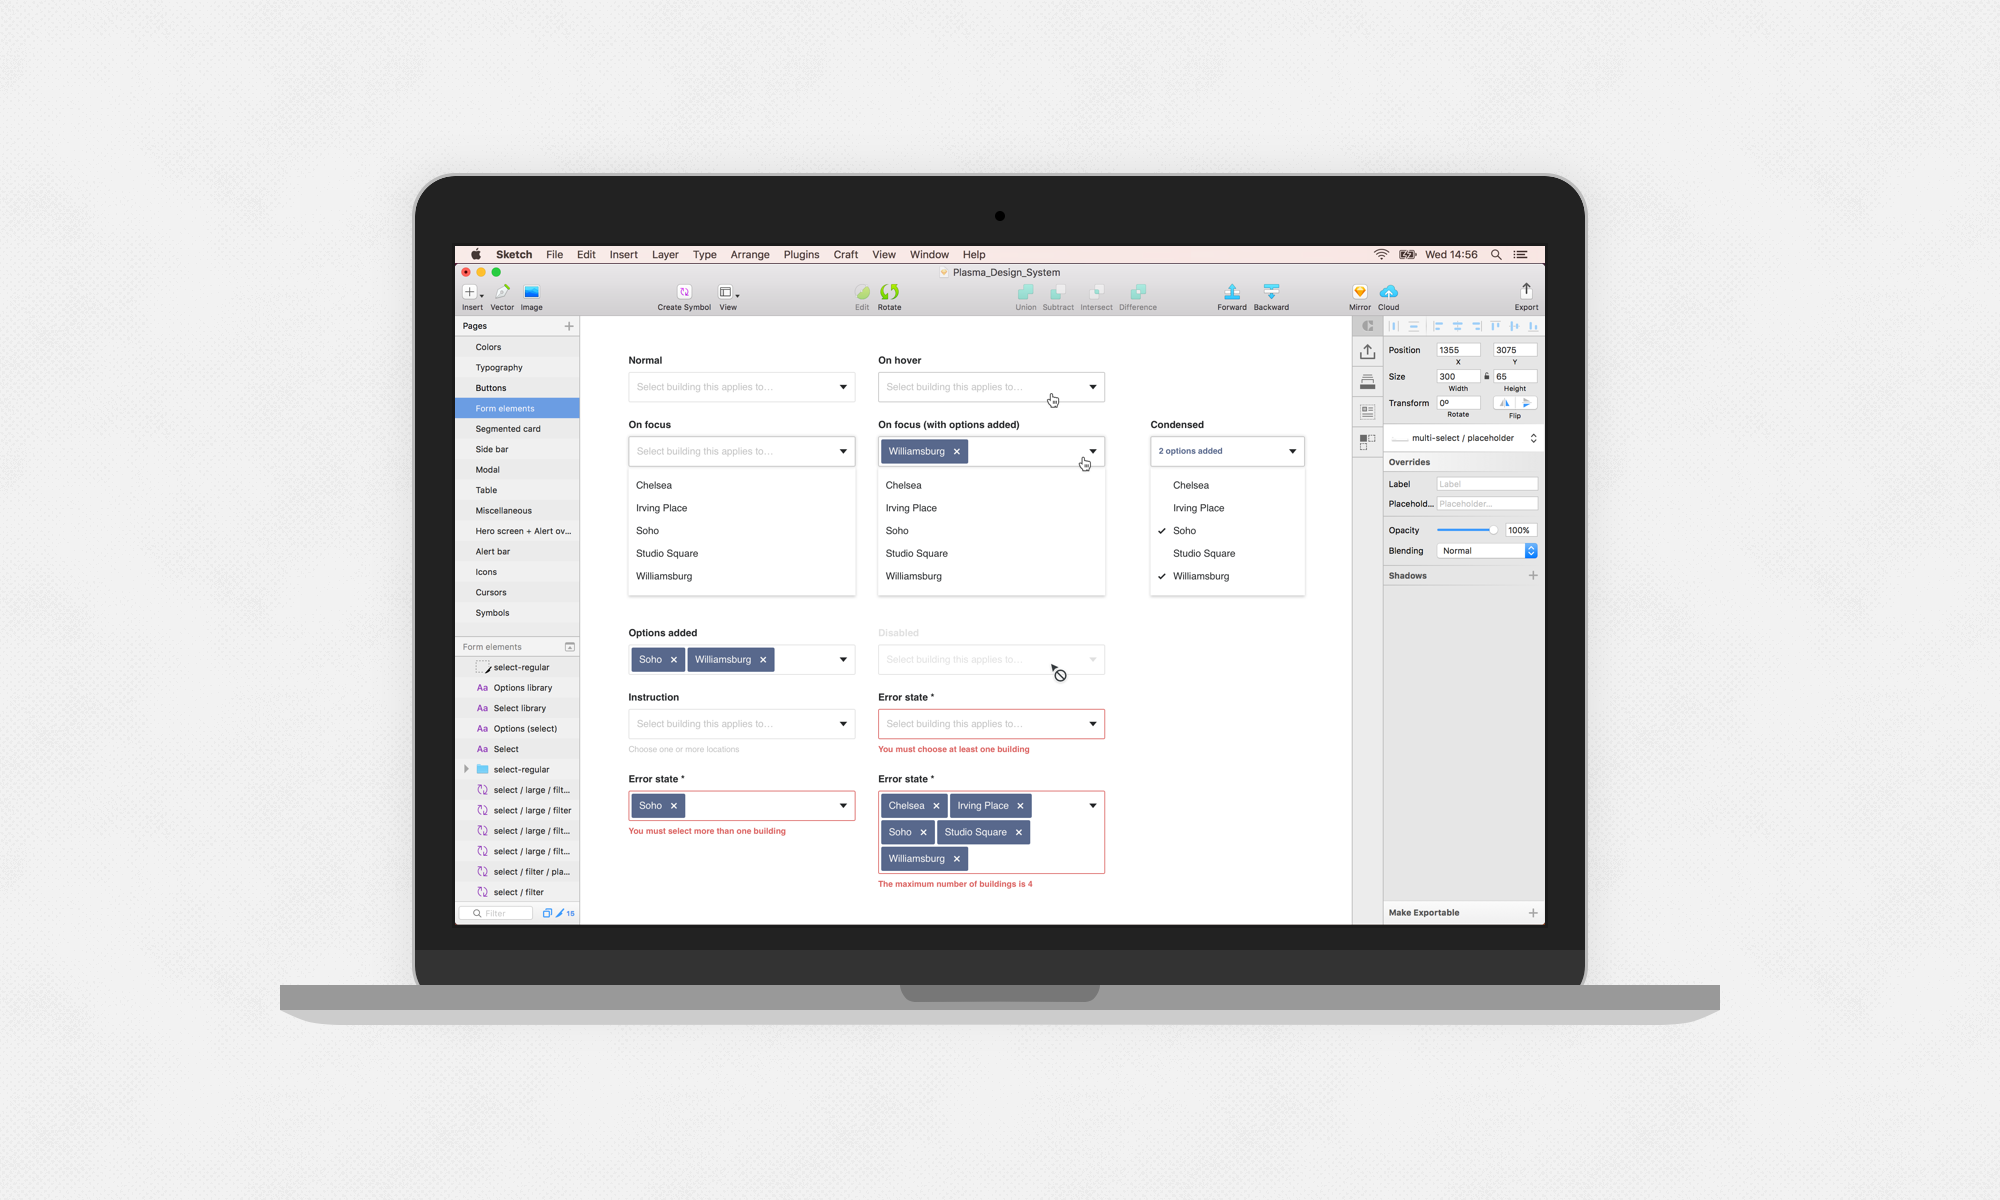 Sketch File Edit Insert Layer Type Arrange Plugins Craft View Window Help Wed 14:56
Plasma_Design_System
Insert Vector Image Create Symbol View Edit Rotate Union Subtract Intersect Difference Forward Backward Mirror Cloud Export
Pages
Colors
Typography
Buttons
Form elements
Segmented card
Side bar
Modal
Table
Miscellaneous
Hero screen + Alert ov...
Alert bar
Icons
Cursors
Symbols
Form elements
select-regular
Aa Options library
Aa Select library
Aa Options (select)
Aa Select
select-regular
select / large / filt...
select / large / filter
select / large / filt...
select / large / filt...
select / filter / pla...
select / filter
Filter 15
Normal
Select building this applies to...
On hover
Select building this applies to...
On focus
Select building this applies to...
Chelsea
Irving Place
Soho
Studio Square
Williamsburg
On focus (with options added)
Williamsburg ×
Chelsea
Irving Place
Soho
Studio Square
Williamsburg
Condensed
2 options added
Chelsea
Irving Place
✓ Soho
Studio Square
✓ Williamsburg
Options added
Soho × Williamsburg ×
Disabled
Select building this applies to...
Instruction
Select building this applies to...
Choose one or more locations
Error state *
Select building this applies to...
You must choose at least one building
Error state *
Soho ×
You must select more than one building
Error state *
Chelsea × Irving Place ×
Soho × Studio Square ×
Williamsburg ×
The maximum number of buildings is 4
Position 1355 3075
X Y
Size 300 65
Width Height
Transform 0º
Rotate Flip
multi-select / placeholder
Overrides
Label Label
Placehold... Placeholder...
Opacity 100%
Blending Normal
Shadows
Make Exportable